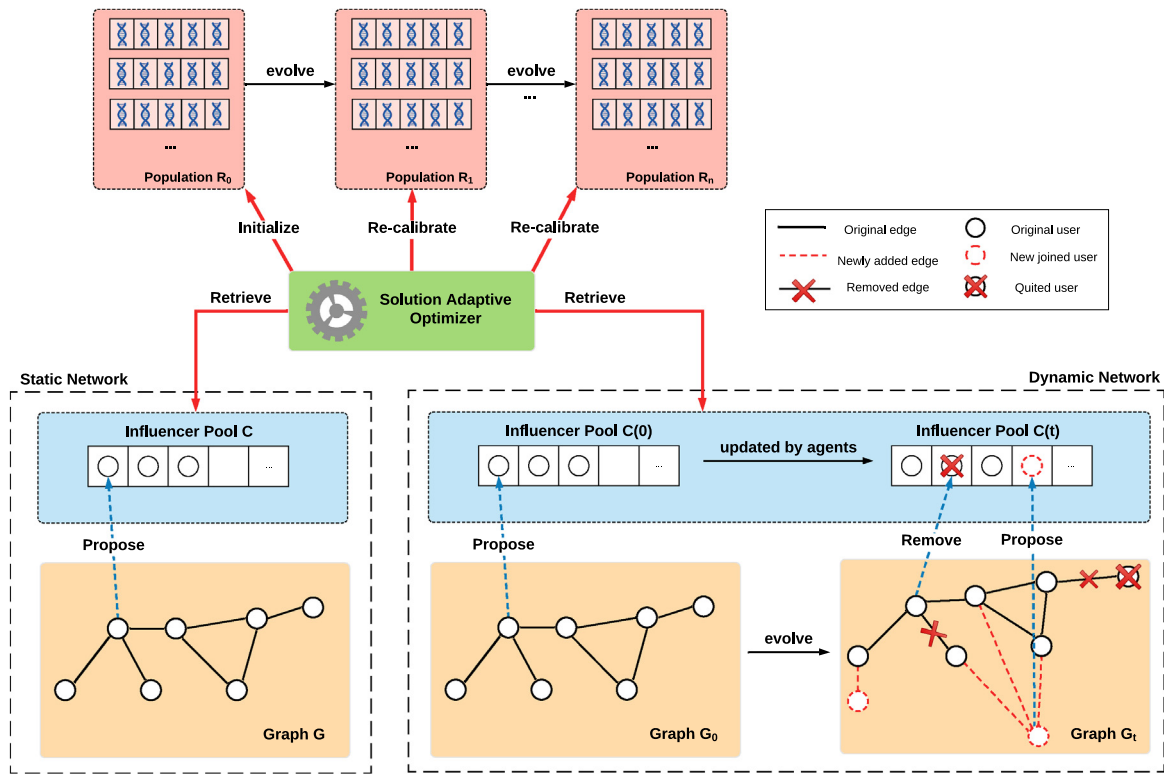 evolve
evolve
...
...
...
...
Population R₀
Population R₁
Population Rₙ
Initialize
Re-calibrate
Re-calibrate
Original edge
Original user
Newly added edge
New joined user
Removed edge
Quited user
Retrieve
Solution Adaptive
Optimizer
Retrieve
Static Network
Dynamic Network
Influencer Pool C
...
Influencer Pool C(0)
...
updated by agents
Influencer Pool C(t)
...
Propose
Propose
Remove
Propose
evolve
Graph G
Graph G₀
Graph Gₜ